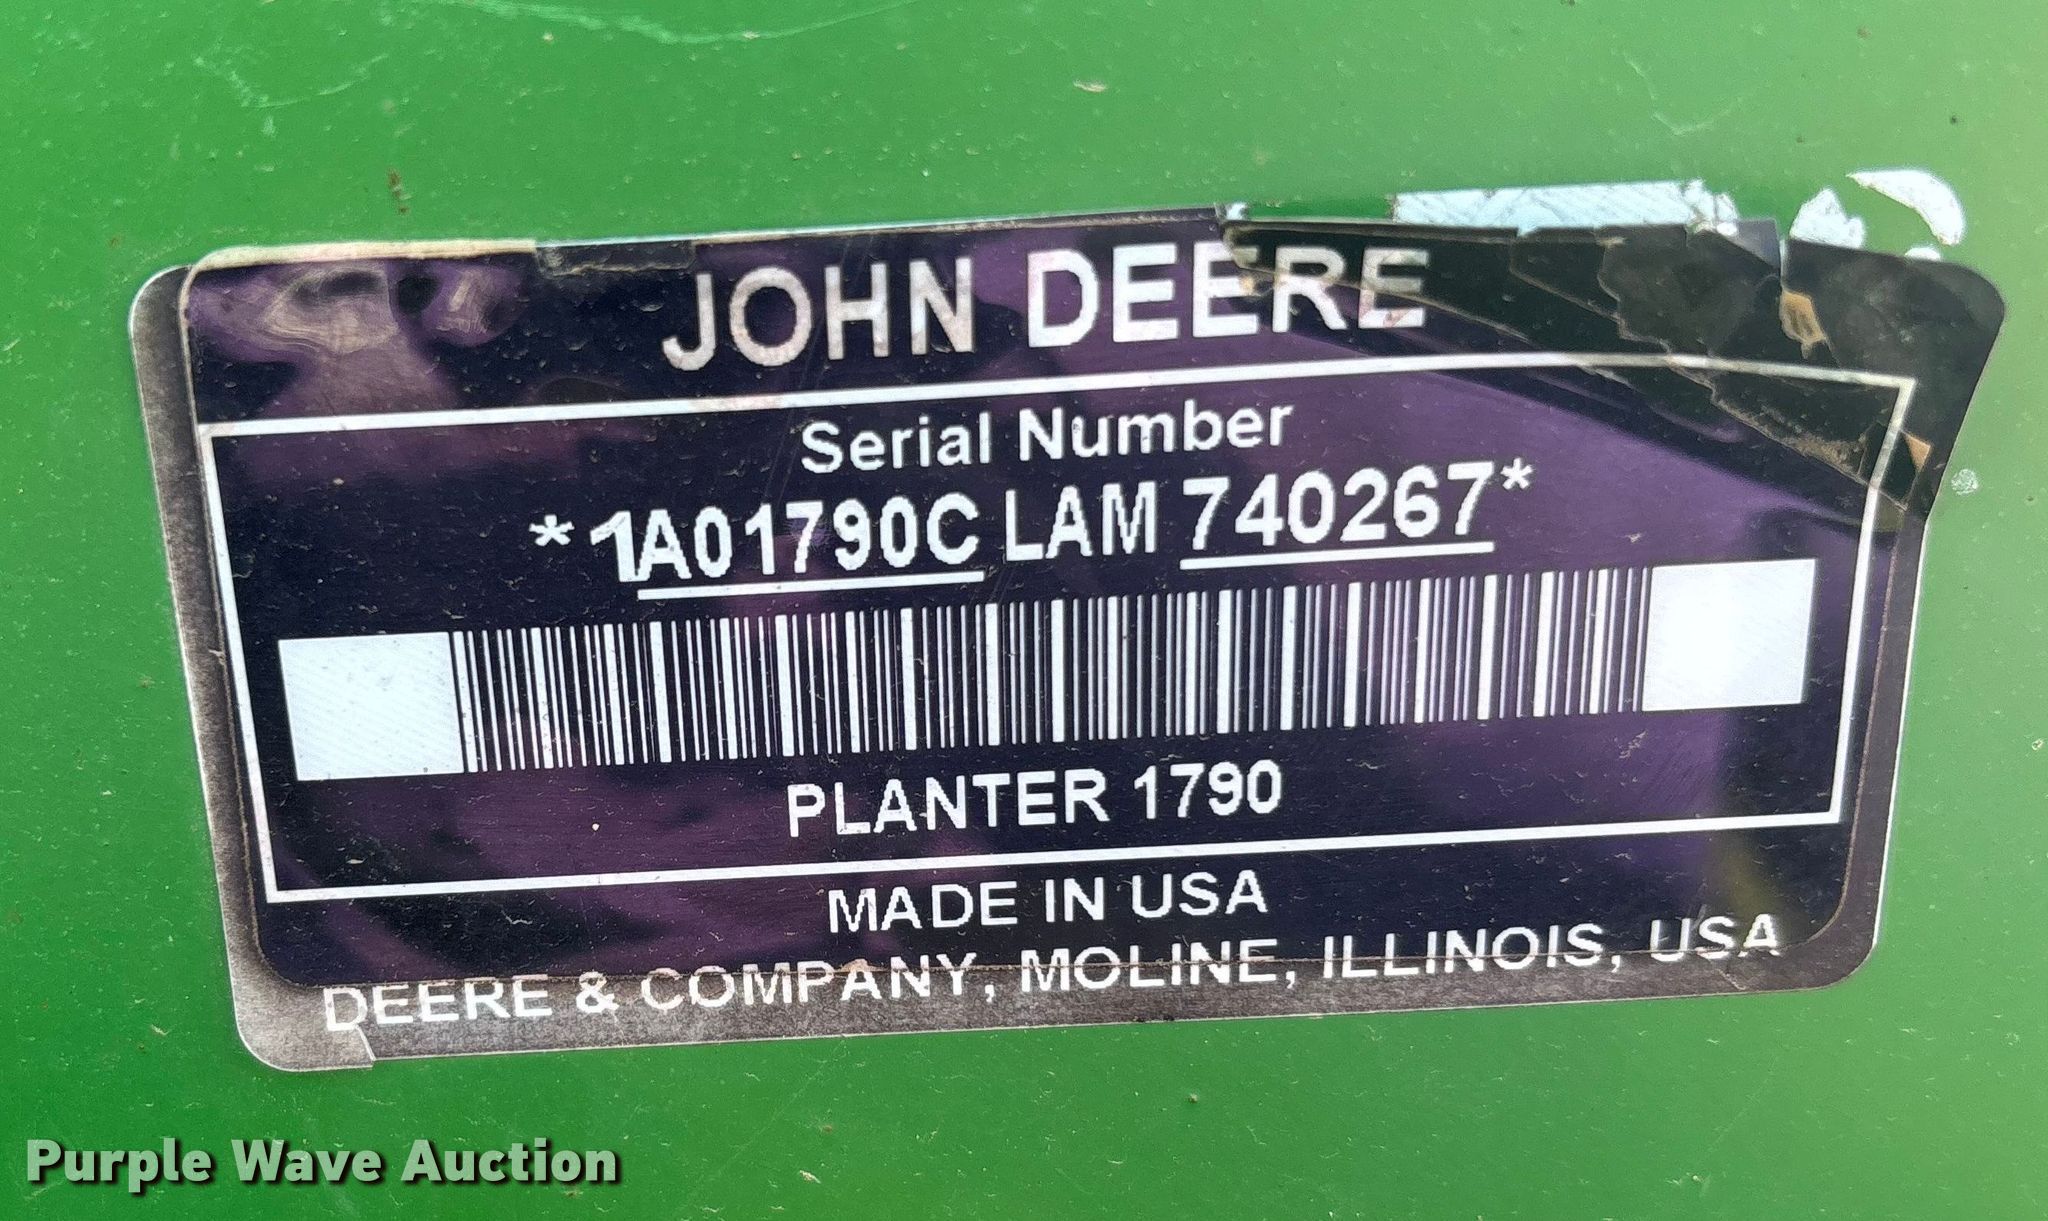 JOHN DEERE
Serial Number
*1A01790C LAM 740267*
PLANTER 1790
MADE IN USA
DEERE & COMPANY, MOLINE, ILLINOIS, USA
Purple Wave Auction